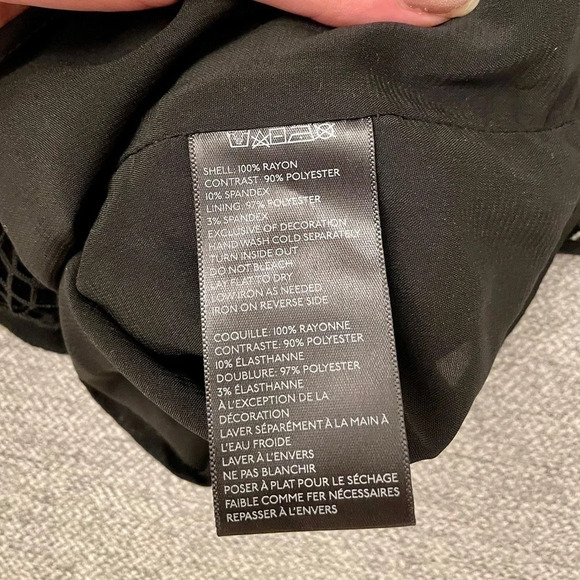 SHELL: 100% RAYON
CONTRAST: 90% POLYESTER
10% SPANDEX
LINING: 97% POLYESTER
3% SPANDEX
EXCLUSIVE OF DECORATION
HAND WASH COLD SEPARATELY
TURN INSIDE OUT
DO NOT BLEACH
LAY FLAT TO DRY
LOW IRON AS NEEDED
IRON ON REVERSE SIDE
COQUILLE: 100% RAYONNE
CONTRASTE: 90% POLYESTER
10% ÉLASTHANNE
DOUBLURE: 97% POLYESTER
3% ÉLASTHANNE
À L'EXCEPTION DE LA
DÉCORATION
LAVER SÉPARÉMENT À LA MAIN À
L'EAU FROIDE
LAVER À L'ENVERS
NE PAS BLANCHIR
POSER À PLAT POUR LE SÉCHAGE
FAIBLE COMME FER NÉCESSAIRES
REPASSER À L'ENVERS